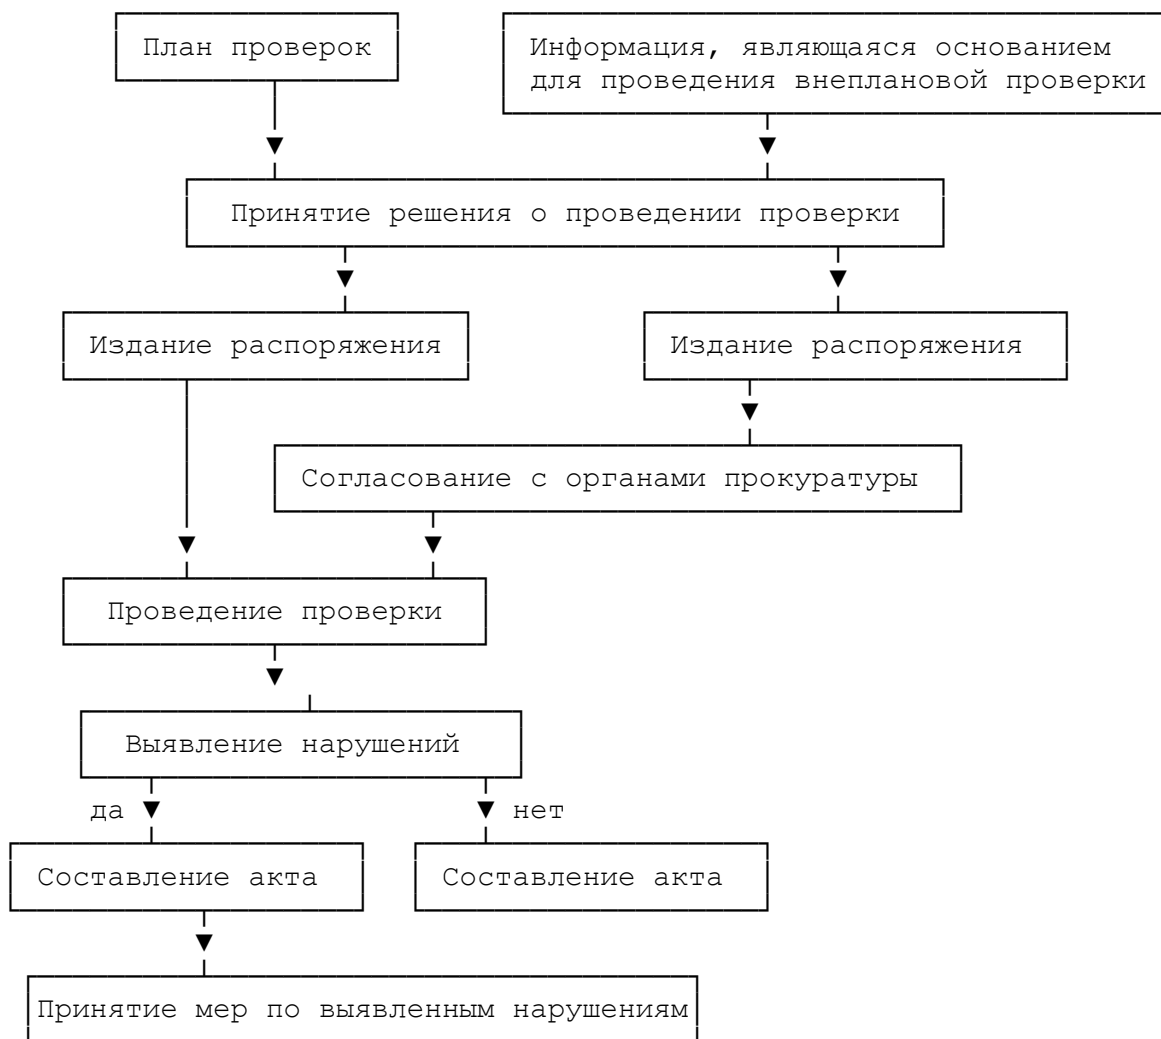 План проверок
Информация, являющаяся основанием
для проведения внеплановой проверки
Принятие решения о проведении проверки
Издание распоряжения
Издание распоряжения
Согласование с органами прокуратуры
Проведение проверки
Выявление нарушений
да
нет
Составление акта
Составление акта
Принятие мер по выявленным нарушениям